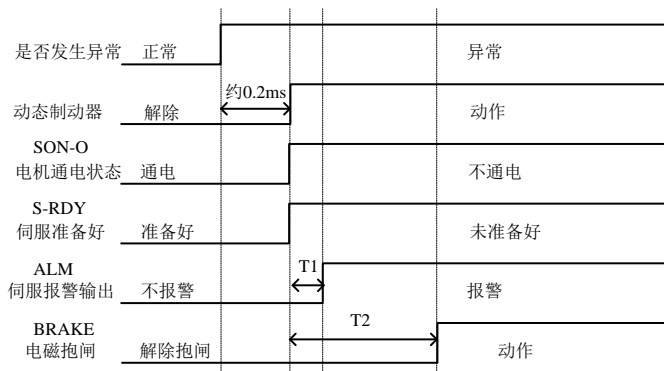 是否发生异常 正常 异常
约0.2ms
动态制动器 解除 动作
SON-O
电机通电状态 通电 不通电
S-RDY
伺服准备好 准备好 未准备好
ALM T1
伺服报警输出 不报警 报警
BRAKE T2
电磁抱闸 解除抱闸 动作